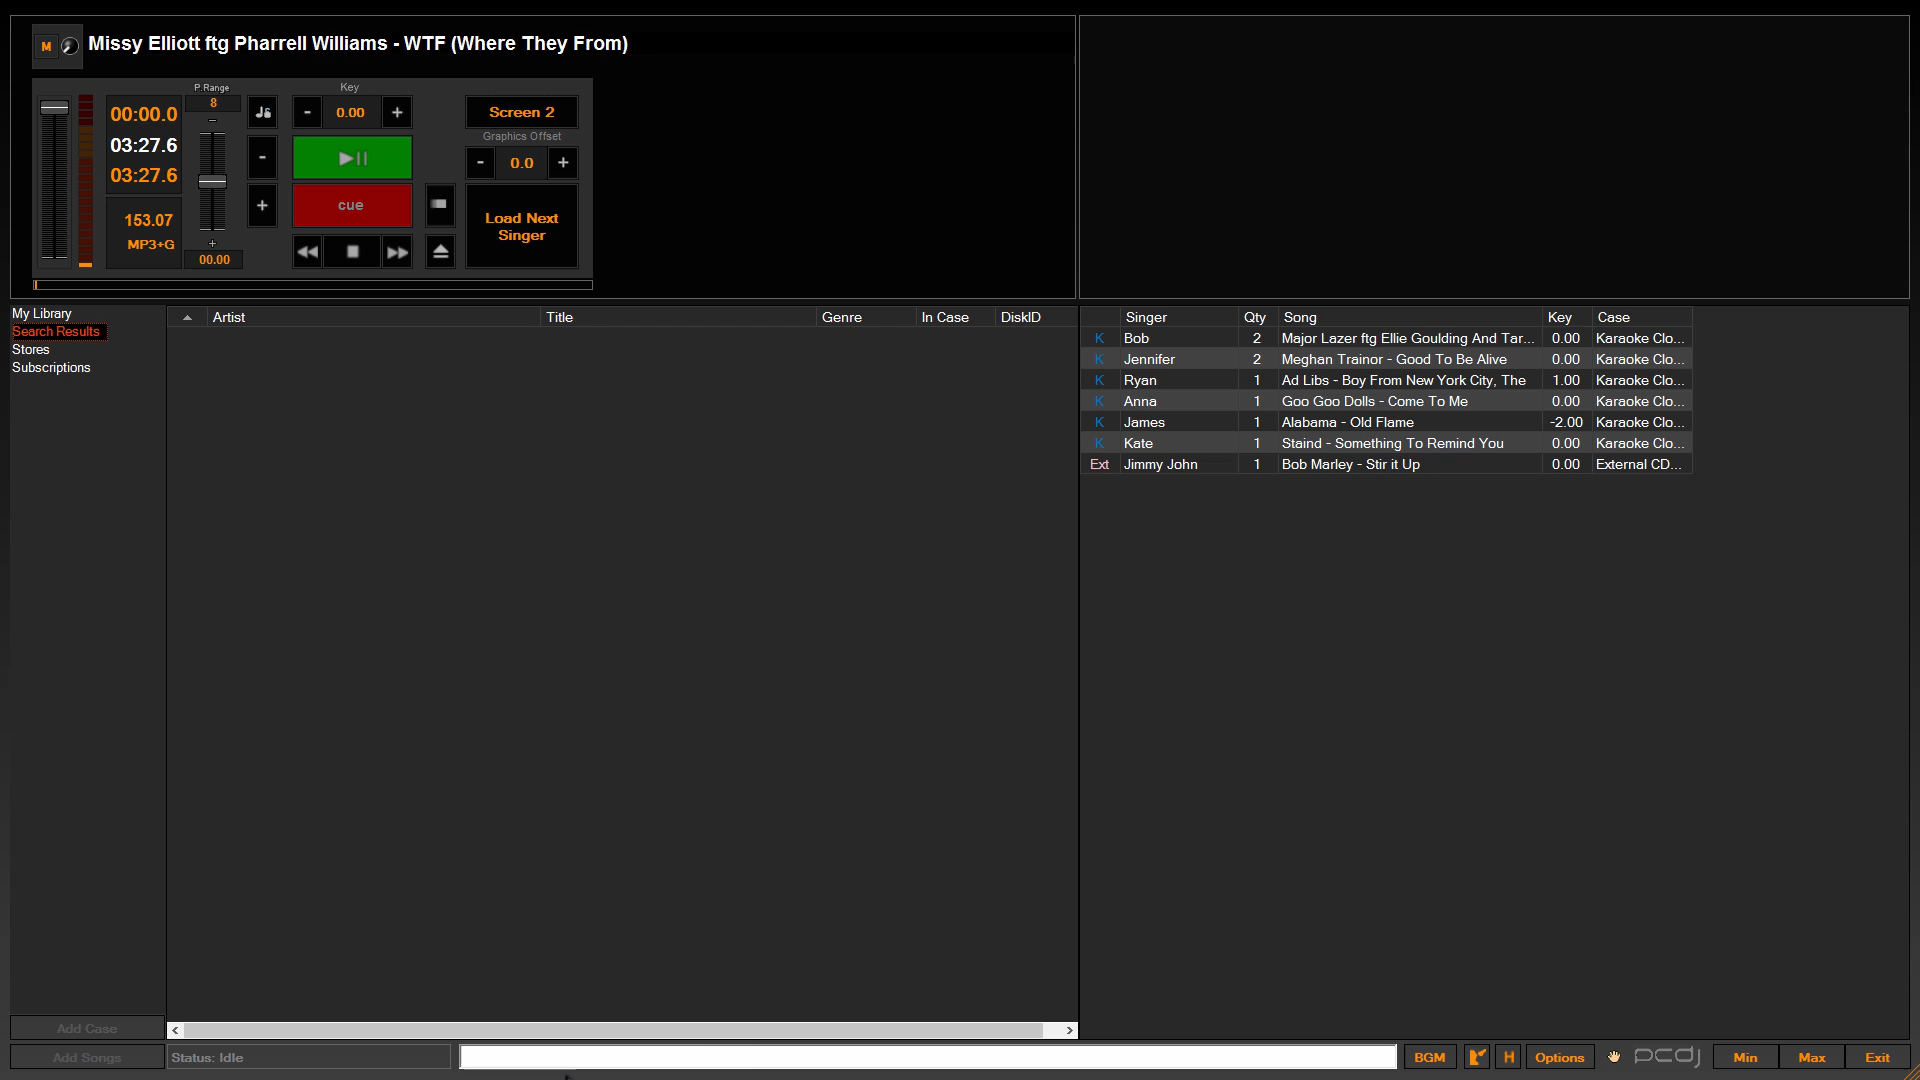 M Missy Elliott ftg Pharrell Williams - WTF (Where They From)
P.Range
8
Key
- 0.00 +
Screen 2
00:00.0
03:27.6
03:27.6
Graphics Offset
- 0.0 +
-
+
cue
Load Next
Singer
153.07
MP3+G
00.00
My Library
Search Results
Stores
Subscriptions
Artist Title Genre In Case DiskID
Singer Qty Song Key Case
K Bob 2 Major Lazer ftg Ellie Goulding And Tar... 0.00 Karaoke Clo...
K Jennifer 2 Meghan Trainor - Good To Be Alive 0.00 Karaoke Clo...
K Ryan 1 Ad Libs - Boy From New York City, The 1.00 Karaoke Clo...
K Anna 1 Goo Goo Dolls - Come To Me 0.00 Karaoke Clo...
K James 1 Alabama - Old Flame -2.00 Karaoke Clo...
K Kate 1 Staind - Something To Remind You 0.00 Karaoke Clo...
Ext Jimmy John 1 Bob Marley - Stir it Up 0.00 External CD...
Add Case
Add Songs
Status: Idle
BGM H Options pcdj Min Max Exit